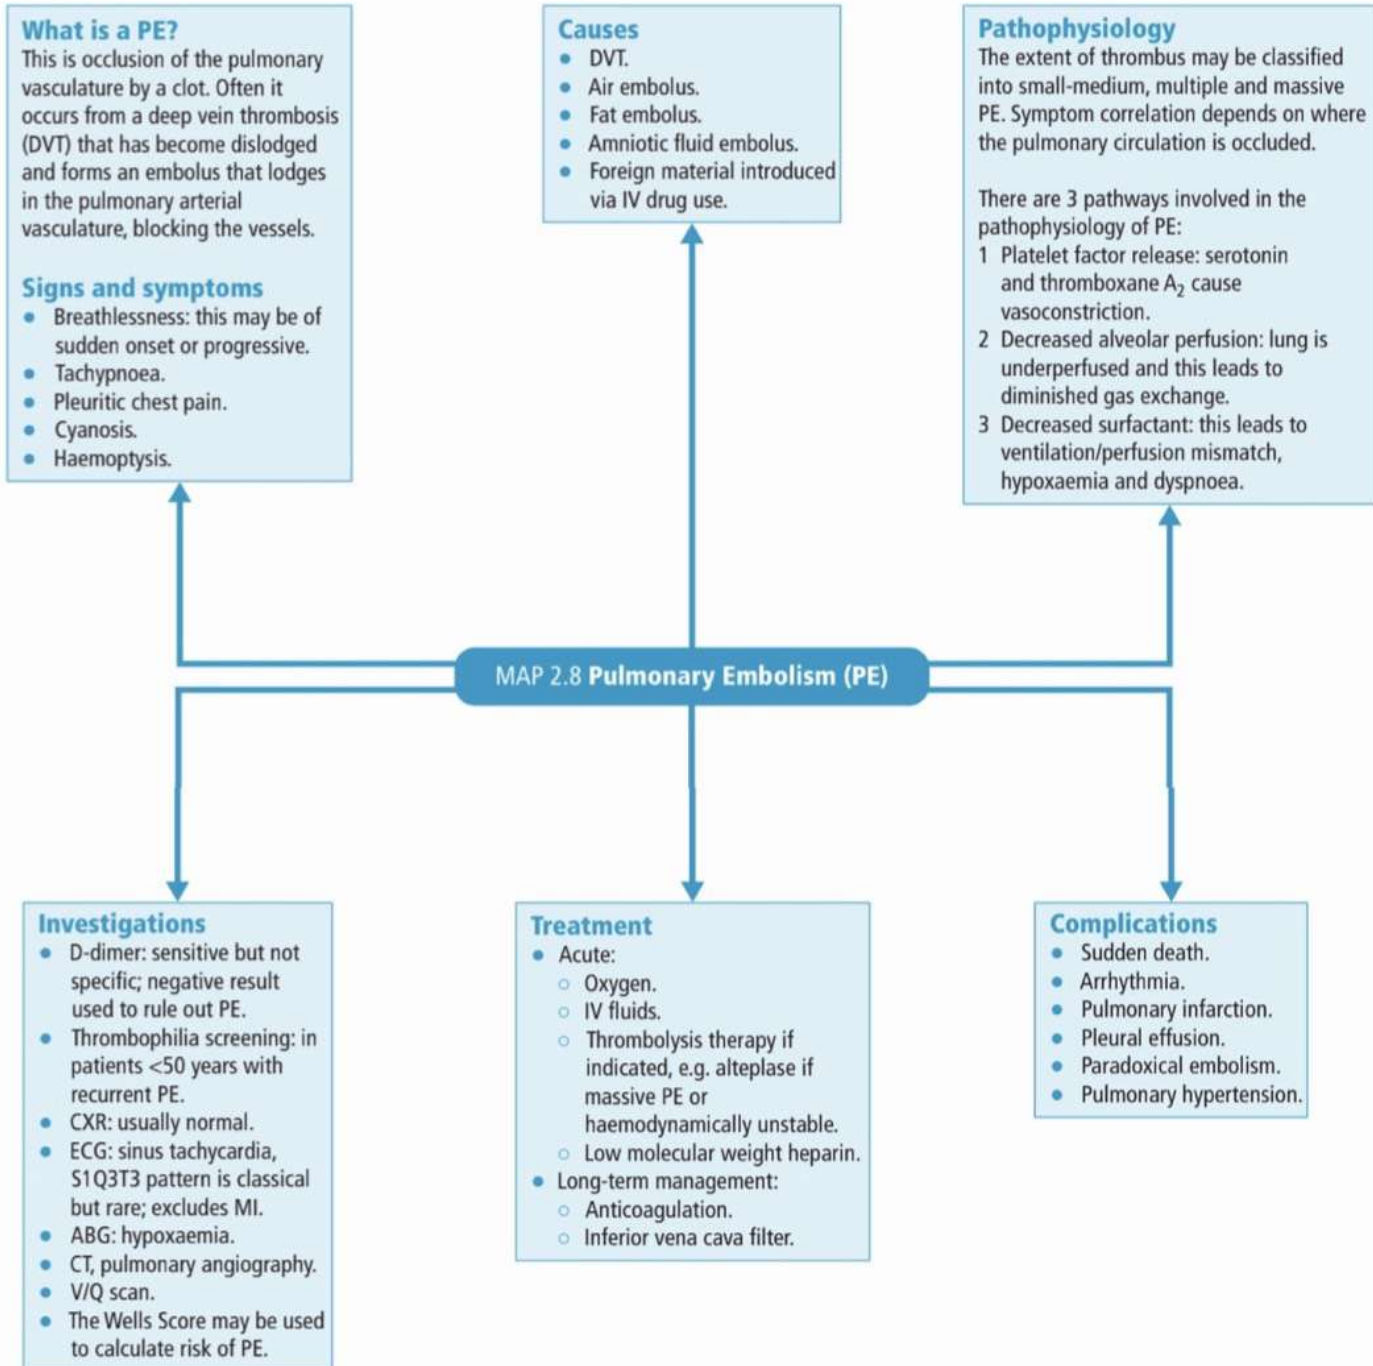 What is a PE?
This is occlusion of the pulmonary
vasculature by a clot. Often it
occurs from a deep vein thrombosis
(DVT) that has become dislodged
and forms an embolus that lodges
in the pulmonary arterial
vasculature, blocking the vessels.
Signs and symptoms
● Breathlessness: this may be of
sudden onset or progressive.
● Tachypnoea.
● Pleuritic chest pain.
● Cyanosis.
● Haemoptysis.
Causes
● DVT.
● Air embolus.
● Fat embolus.
● Amniotic fluid embolus.
● Foreign material introduced
via IV drug use.
Pathophysiology
The extent of thrombus may be classified
into small-medium, multiple and massive
PE. Symptom correlation depends on where
the pulmonary circulation is occluded.
There are 3 pathways involved in the
pathophysiology of PE:
1 Platelet factor release: serotonin
and thromboxane A₂ cause
vasoconstriction.
2 Decreased alveolar perfusion: lung is
underperfused and this leads to
diminished gas exchange.
3 Decreased surfactant: this leads to
ventilation/perfusion mismatch,
hypoxaemia and dyspnoea.
MAP 2.8 Pulmonary Embolism (PE)
Investigations
● D-dimer: sensitive but not
specific; negative result
used to rule out PE.
● Thrombophilia screening: in
patients <50 years with
recurrent PE.
● CXR: usually normal.
● ECG: sinus tachycardia,
S1Q3T3 pattern is classical
but rare; excludes MI.
● ABG: hypoxaemia.
● CT, pulmonary angiography.
● V/Q scan.
● The Wells Score may be used
to calculate risk of PE.
Treatment
● Acute:
○ Oxygen.
○ IV fluids.
○ Thrombolysis therapy if
indicated, e.g. alteplase if
massive PE or
haemodynamically unstable.
○ Low molecular weight heparin.
● Long-term management:
○ Anticoagulation.
○ Inferior vena cava filter.
Complications
● Sudden death.
● Arrhythmia.
● Pulmonary infarction.
● Pleural effusion.
● Paradoxical embolism.
● Pulmonary hypertension.